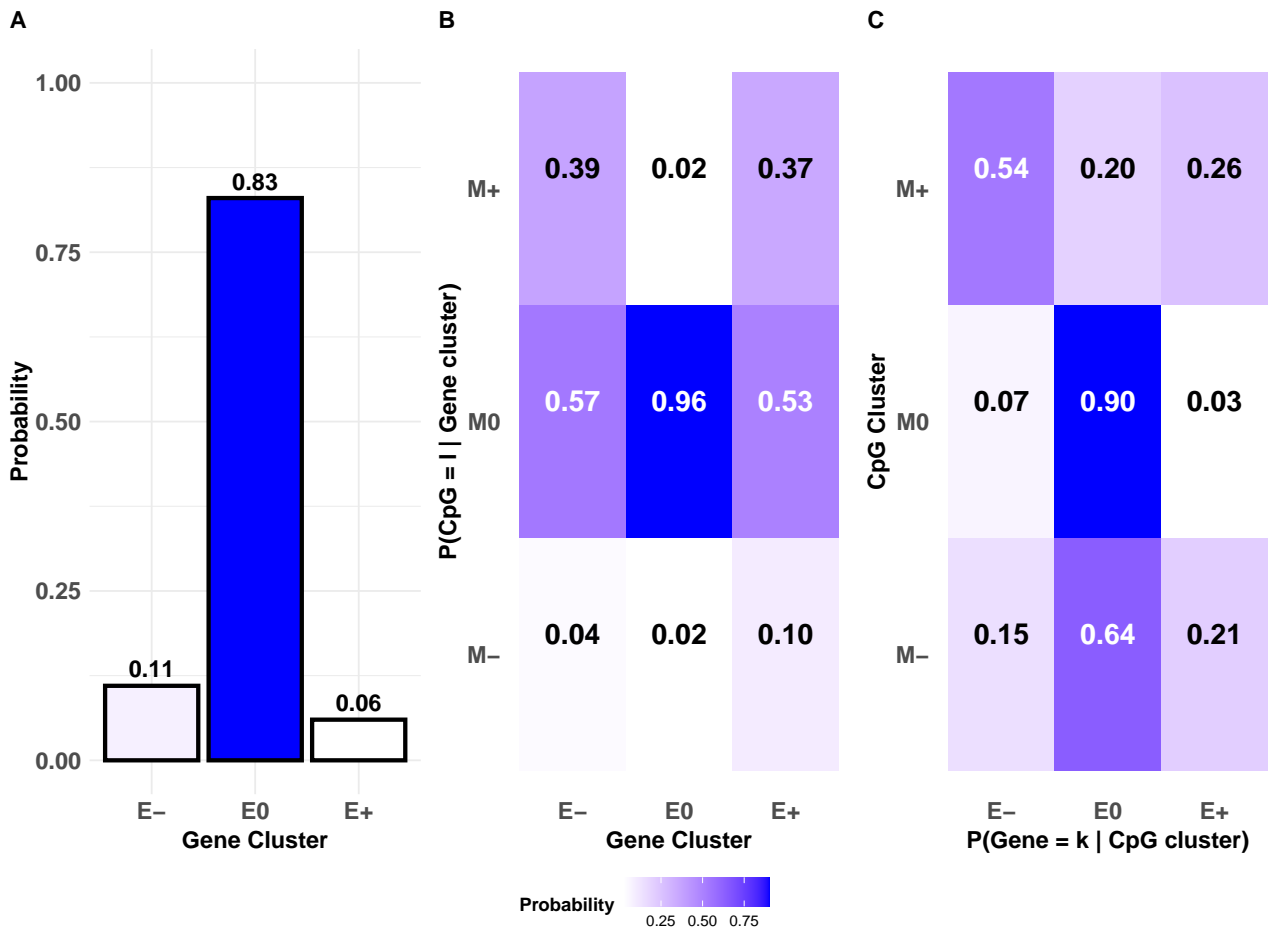 A
1.00
0.75
0.50
0.25
0.00
Probability
0.11
0.83
0.06
E− E0 E+
Gene Cluster
B
P(CpG = l | Gene cluster)
M+ 0.39 0.02 0.37
M0 0.57 0.96 0.53
M− 0.04 0.02 0.10
E− E0 E+
Gene Cluster
C
CpG Cluster
M+ 0.54 0.20 0.26
M0 0.07 0.90 0.03
M− 0.15 0.64 0.21
E− E0 E+
P(Gene = k | CpG cluster)
Probability
0.25 0.50 0.75